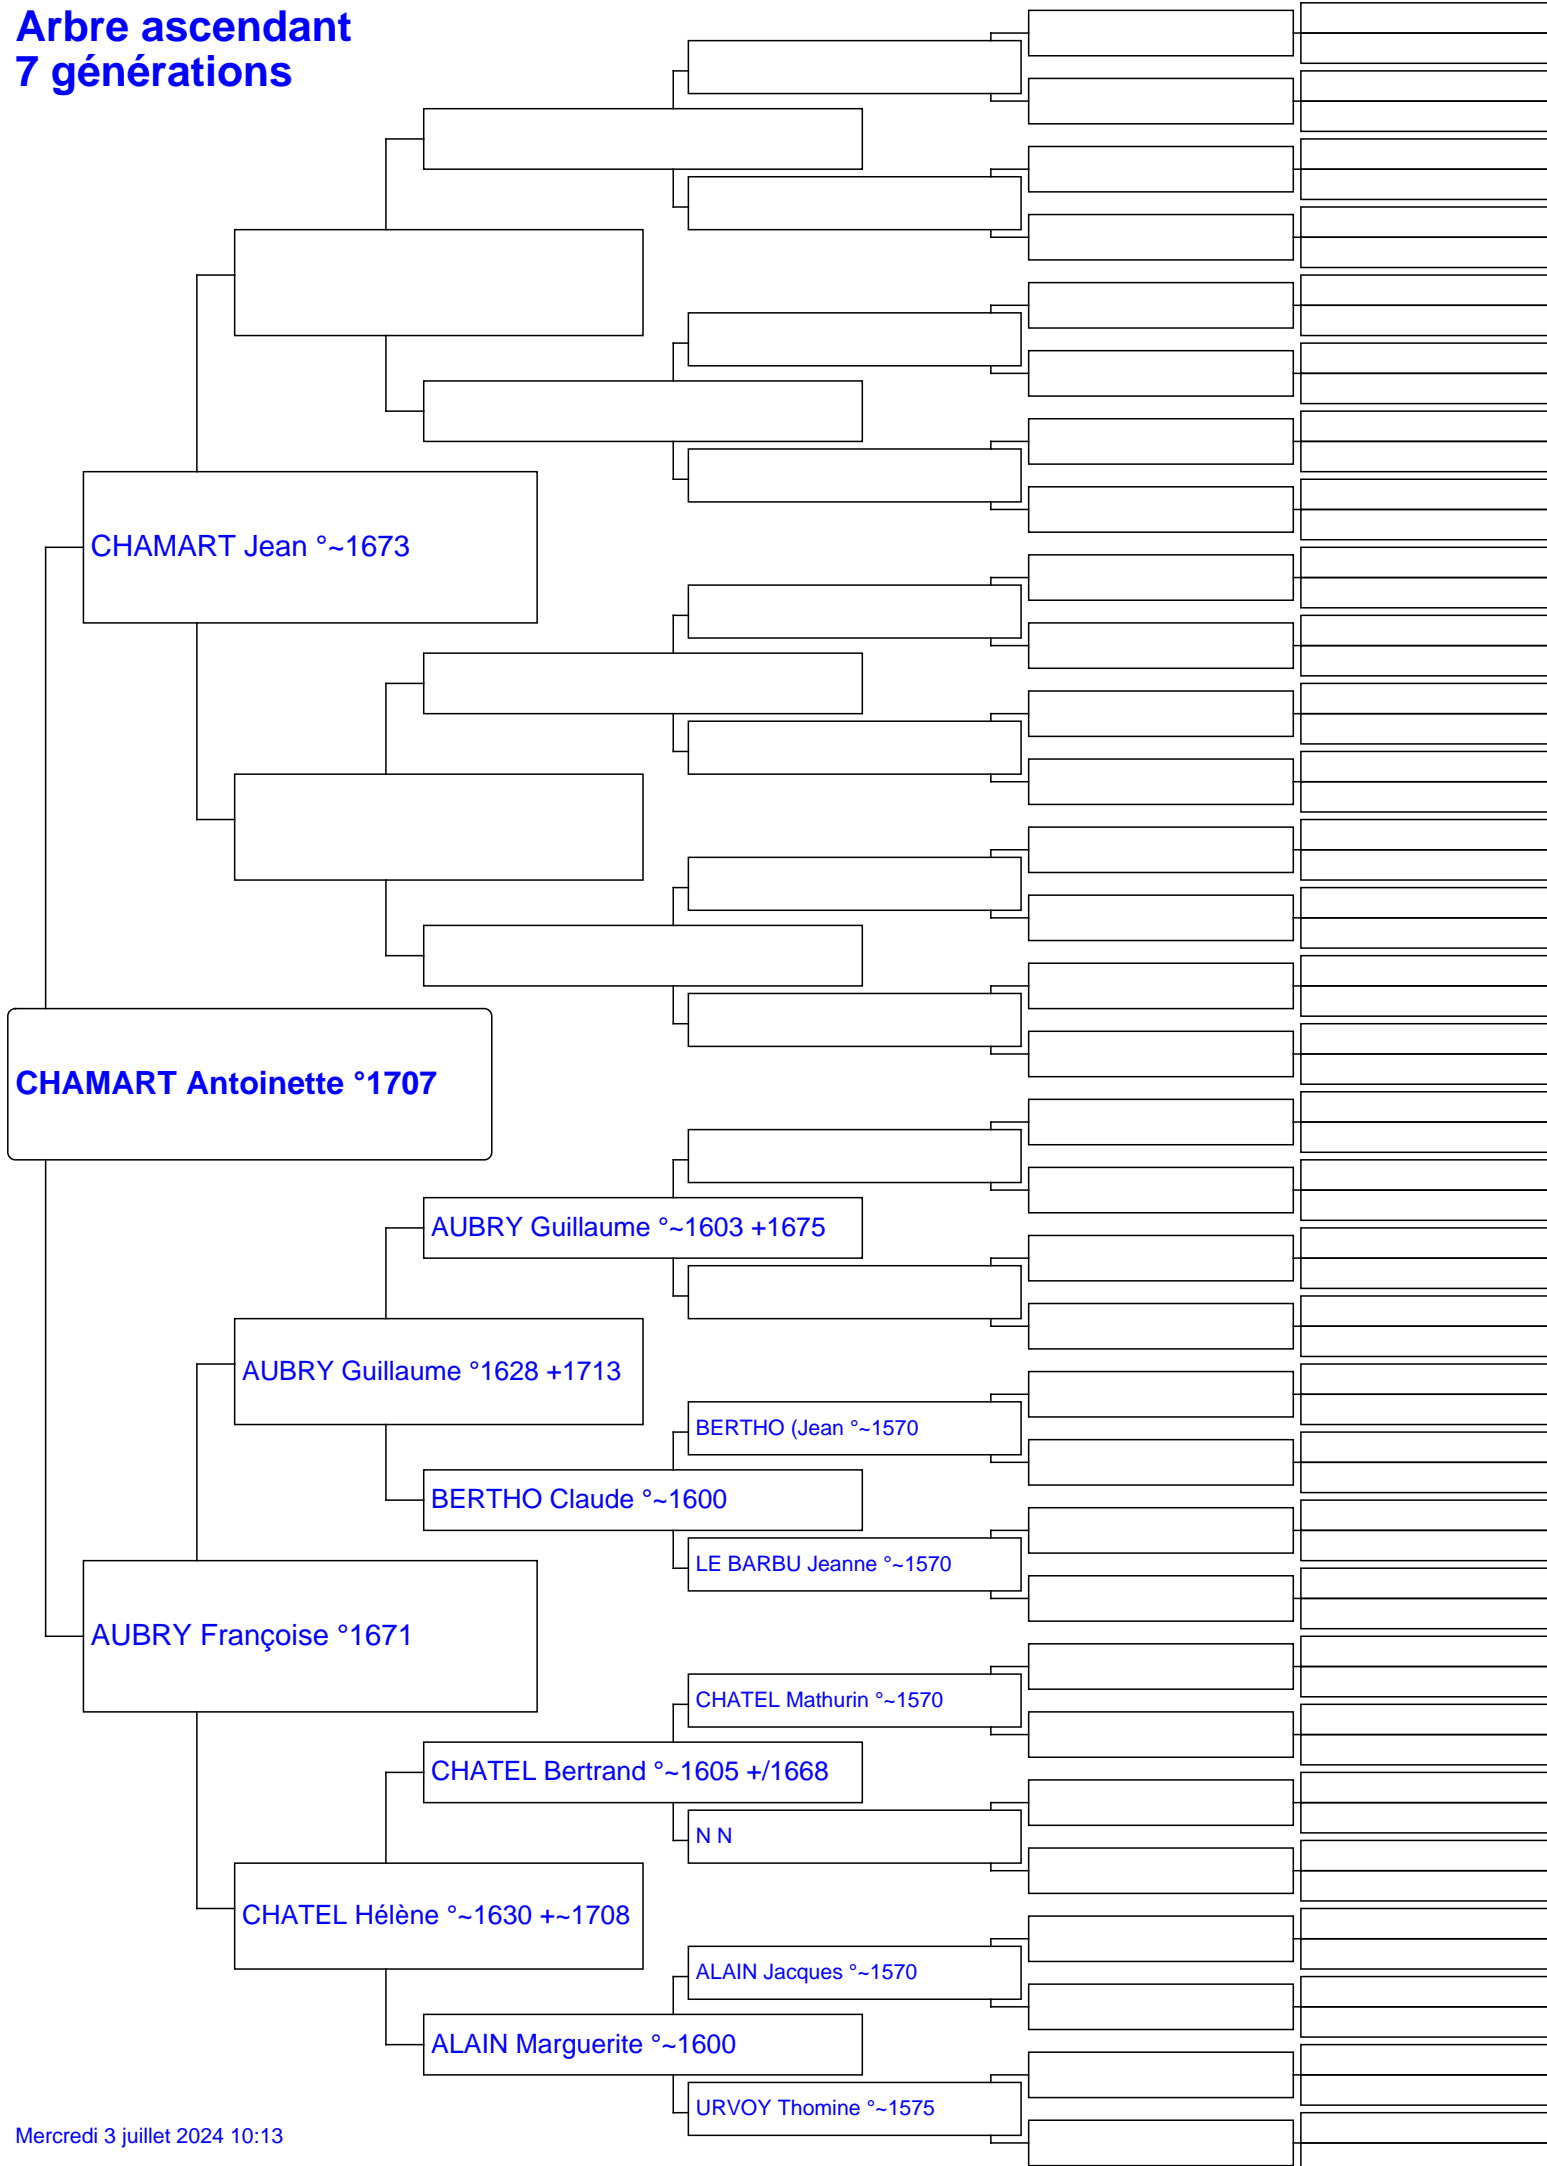 Arbre ascendant
7 générations
CHAMART Jean °~1673
CHAMART Antoinette °1707
AUBRY Guillaume °~1603 +1675
AUBRY Guillaume °1628 +1713
BERTHO (Jean °~1570
BERTHO Claude °~1600
LE BARBU Jeanne °~1570
AUBRY Françoise °1671
CHATEL Mathurin °~1570
CHATEL Bertrand °~1605 +/1668
N N
CHATEL Hélène °~1630 +~1708
ALAIN Jacques °~1570
ALAIN Marguerite °~1600
URVOY Thomine °~1575
Mercredi 3 juillet 2024 10:13